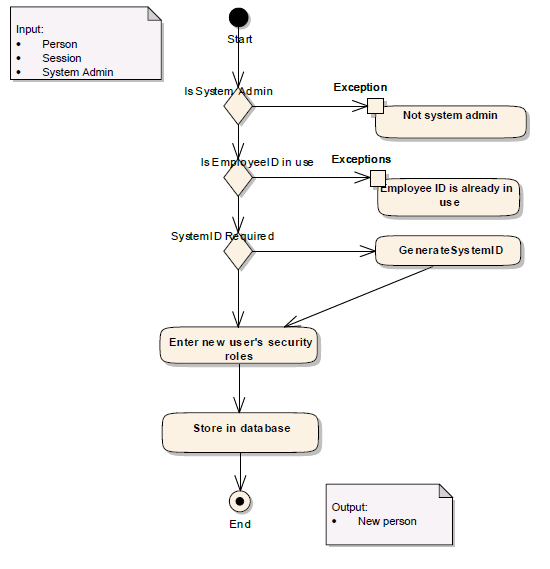 Input:
• Person
• Session
• System Admin
Start
Is System Admin
Exception
Not system admin
Is EmployeeID in use
Exceptions
Employee ID is already in
use
SystemID Required
GenerateSystemID
Enter new user's security
roles
Store in database
End
Output:
• New person